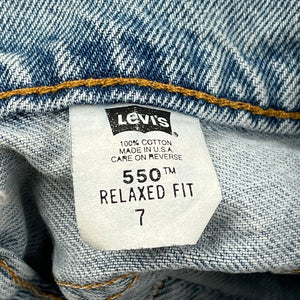 LEVI'S
100% COTTON
MADE IN U.S.A.
CARE ON REVERSE
550™
RELAXED FIT
7